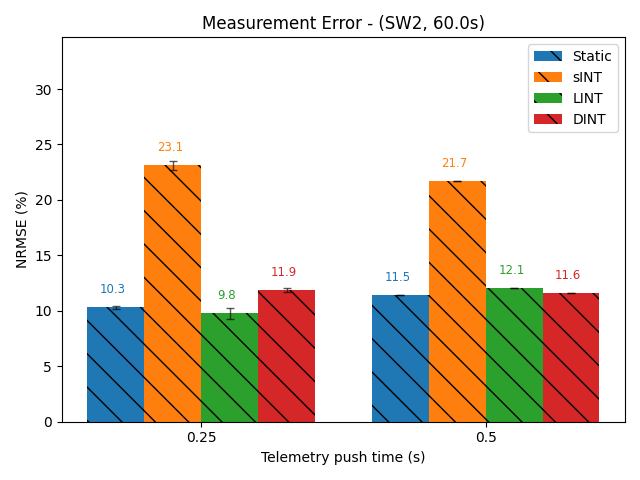 Measurement Error - (SW2, 60.0s)
NRMSE (%)
30
25
20
15
10
5
0
Static
sINT
LINT
DINT
10.3
23.1
9.8
11.9
11.5
21.7
12.1
11.6
0.25
0.5
Telemetry push time (s)